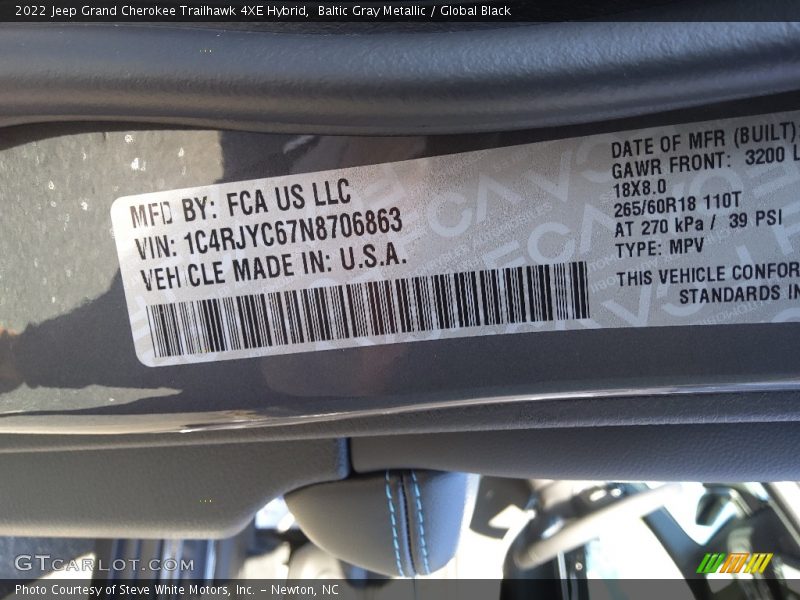 2022 Jeep Grand Cherokee Trailhawk 4XE Hybrid, Baltic Gray Metallic / Global Black
MFD BY: FCA US LLC
VIN: 1C4RJYC67N8706863
VEHICLE MADE IN: U.S.A.
DATE OF MFR (BUILT)
GAWR FRONT: 3200 L
18X8.0
265/60R18 110T
AT 270 kPa / 39 PSI
TYPE: MPV
THIS VEHICLE CONFOR
STANDARDS IN
GTCARLOT.COM
Photo Courtesy of Steve White Motors, Inc. – Newton, NC